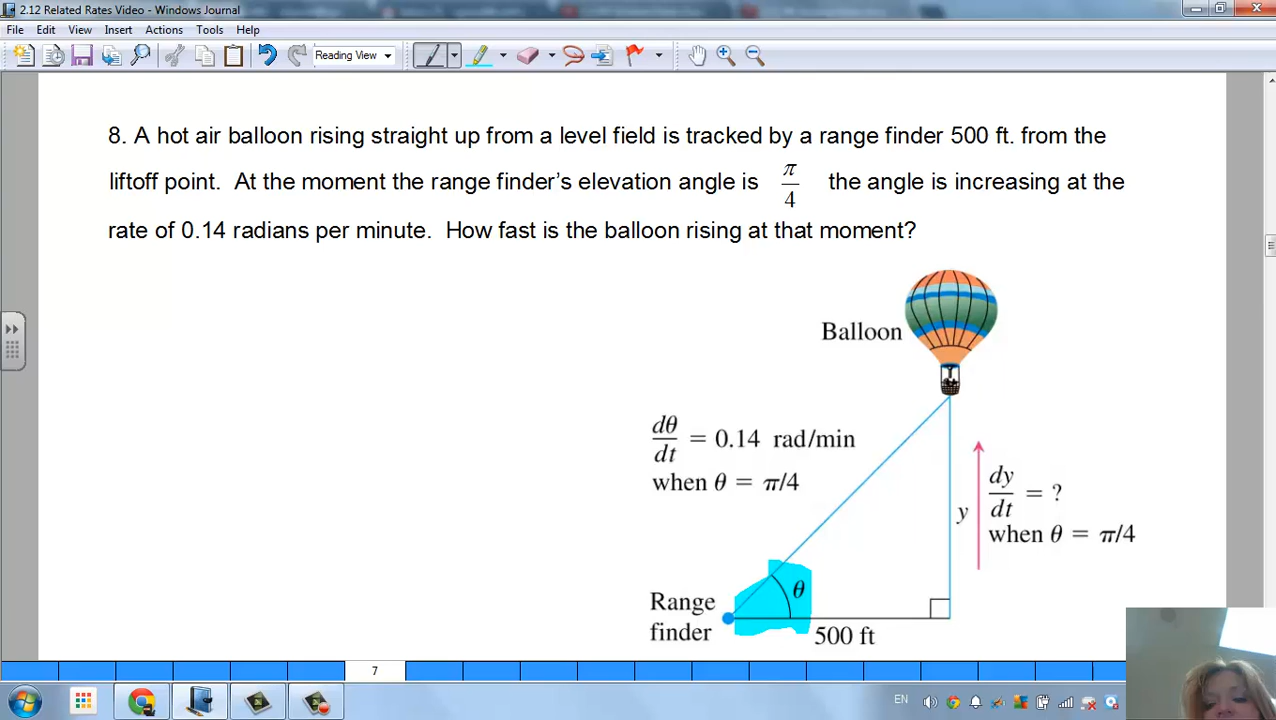 2.12 Related Rates Video - Windows Journal
File Edit View Insert Actions Tools Help
Reading View
8. A hot air balloon rising straight up from a level field is tracked by a range finder 500 ft. from the
liftoff point. At the moment the range finder's elevation angle is π/4 the angle is increasing at the
rate of 0.14 radians per minute. How fast is the balloon rising at that moment?
Balloon
dθ/dt = 0.14 rad/min
when θ = π/4
dy/dt = ?
y
when θ = π/4
θ
Range
finder
500 ft
7
EN